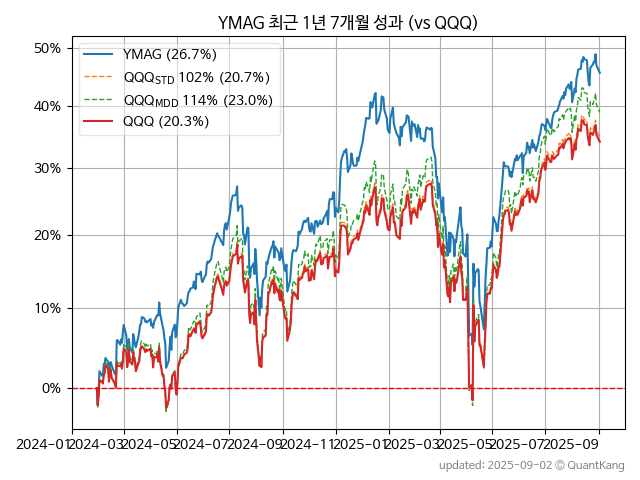 YMAG 최근 1년 7개월 성과 (vs QQQ)
50%
40%
30%
20%
10%
0%
YMAG (26.7%)
QQQSTD 102% (20.7%)
QQQMDD 114% (23.0%)
QQQ (20.3%)
2024-01 2024-03 2024-05 2024-07 2024-09 2024-11 2025-01 2025-03 2025-05 2025-07 2025-09
updated: 2025-09-02 © QuantKang